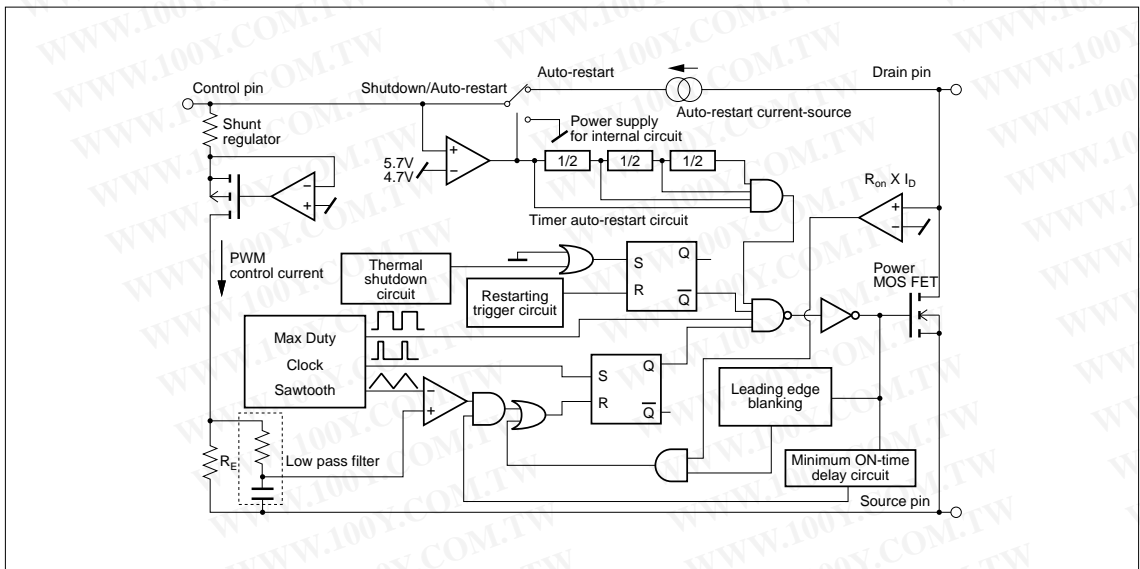 WWW.100Y.COM.TW
Control pin
Shutdown/Auto-restart
Auto-restart
Drain pin
Auto-restart current-source
Shunt
regulator
Power supply
for internal circuit
5.7V
4.7V
+
−
1/2
1/2
1/2
−
+
Ron X ID
+
−
Timer auto-restart circuit
PWM
control current
Thermal
shutdown
circuit
Restarting
trigger circuit
S
R
Q
Q
Power
MOS FET
Max Duty
Clock
Sawtooth
−
+
S
R
Q
Q
Leading edge
blanking
RE
Low pass filter
Minimum ON-time
delay circuit
Source pin